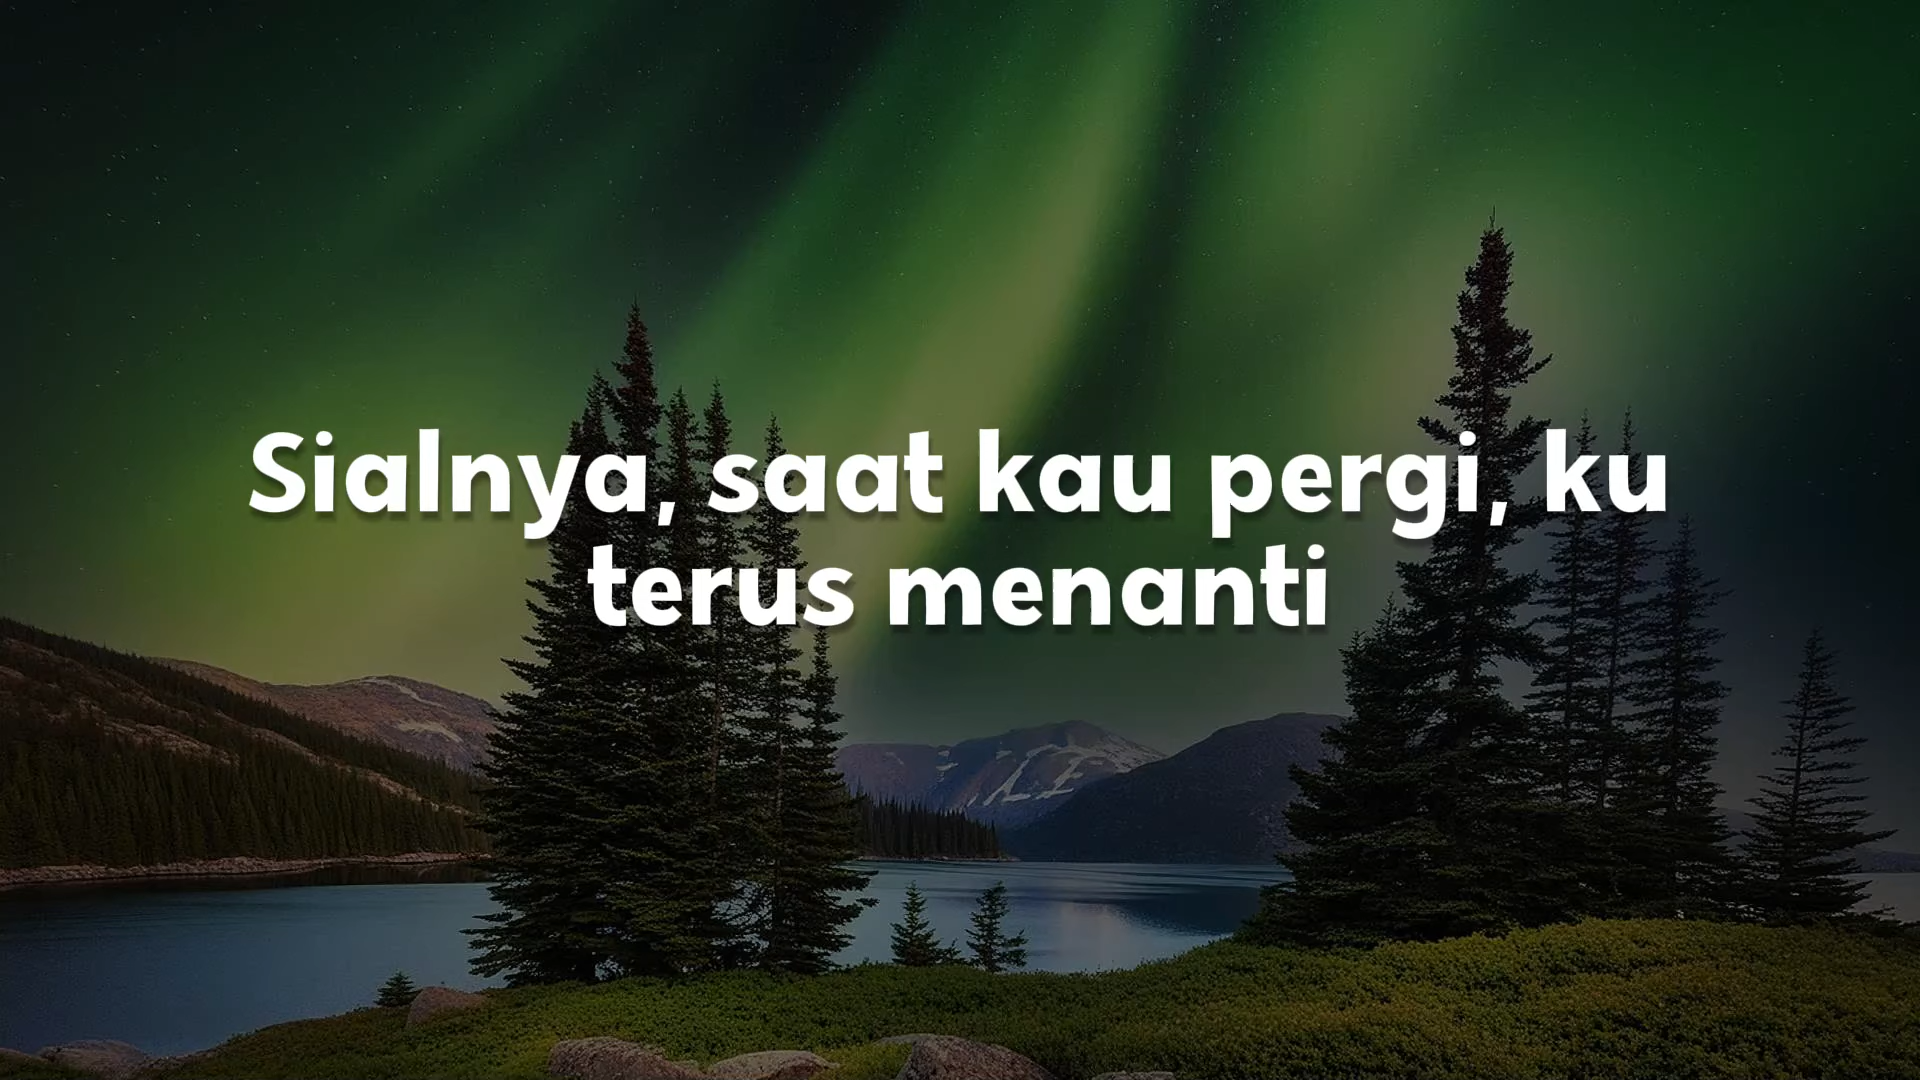 Sialnya, saat kau pergi, ku
terus menanti